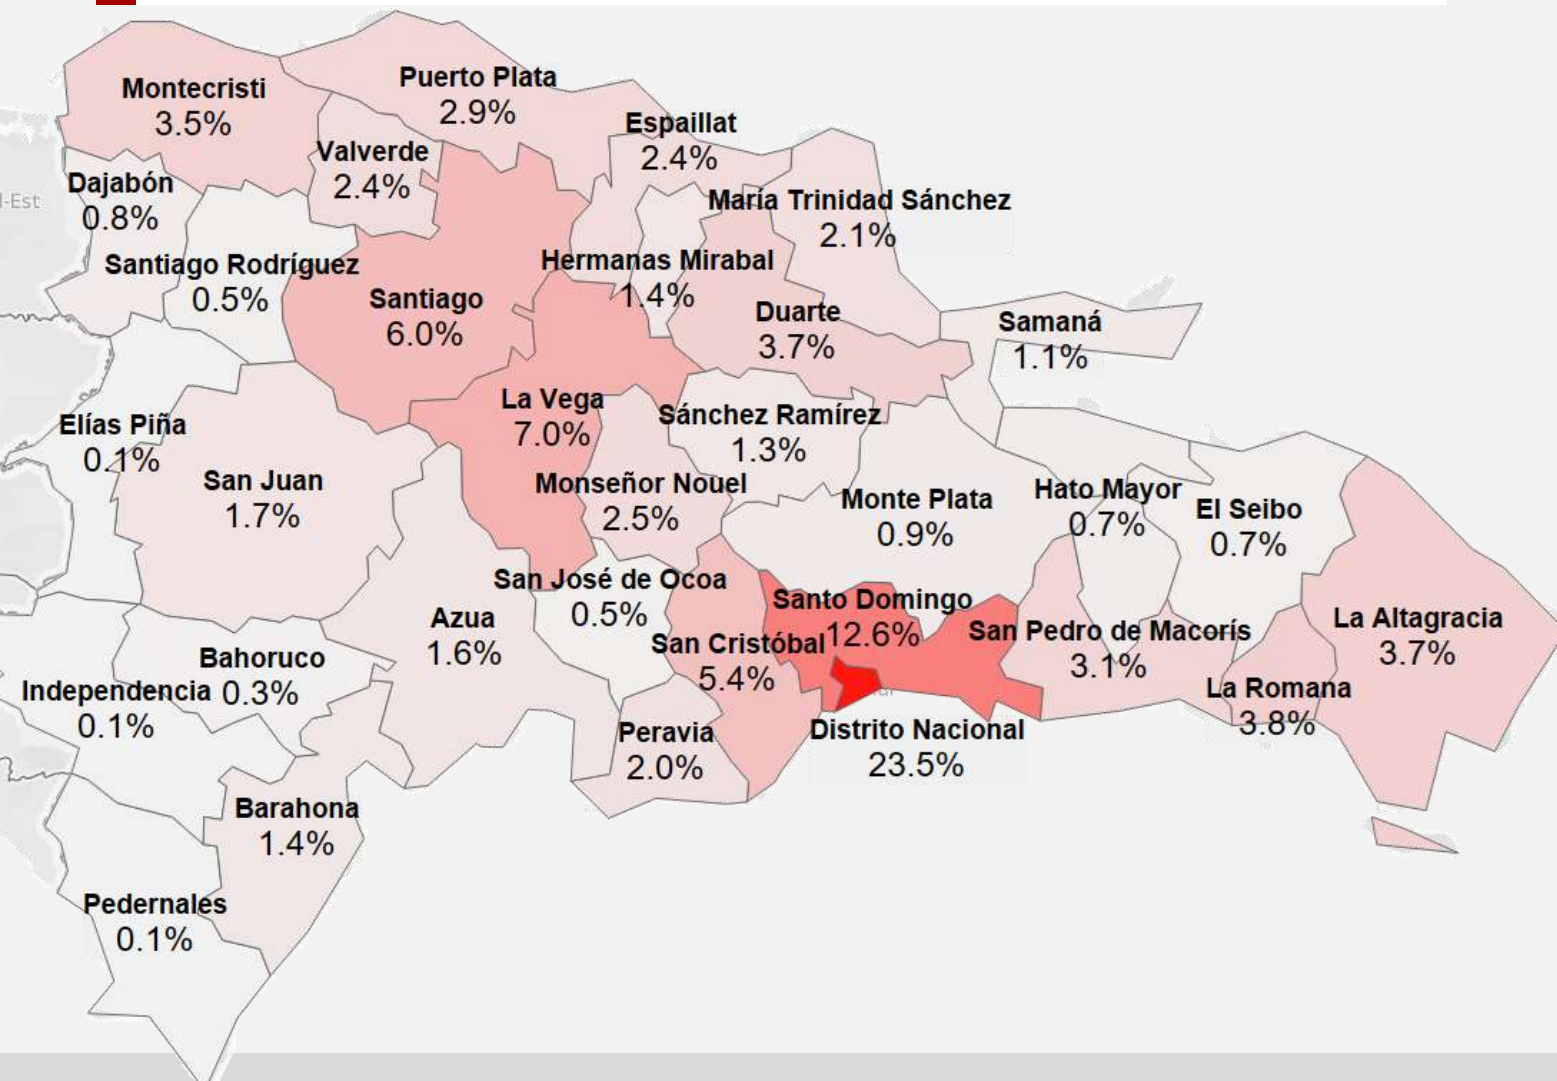 Montecristi
3.5%
Puerto Plata
2.9%
Espaillat
2.4%
Valverde
2.4%
Dajabón
0.8%
María Trinidad Sánchez
2.1%
l-Est
Santiago Rodríguez
0.5%
Hermanas Mirabal
1.4%
Santiago
6.0%
Duarte
3.7%
Samaná
1.1%
La Vega
7.0%
Sánchez Ramírez
1.3%
Elías Piña
0.1%
San Juan
1.7%
Monseñor Nouel
2.5%
Monte Plata
0.9%
Hato Mayor
0.7%
El Seibo
0.7%
San José de Ocoa
0.5%
Santo Domingo
12.6%
Azua
1.6%
San Cristóbal
5.4%
San Pedro de Macorís
3.1%
La Altagracia
3.7%
Bahoruco
0.3%
Independencia
0.1%
La Romana
3.8%
Peravia
2.0%
Distrito Nacional
23.5%
Barahona
1.4%
Pedernales
0.1%